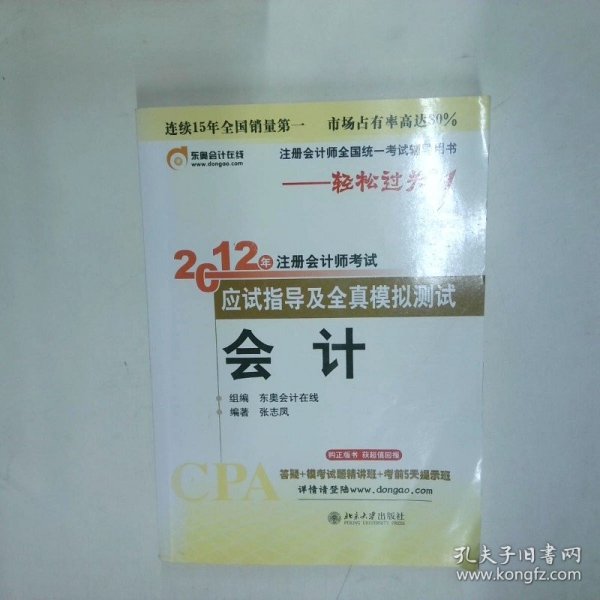 连续15年全国销量第一 市场占有率高达80%
东奥会计在线
www.dongao.com
注册会计师全国统一考试辅导用书
——轻松过关1
2012年注册会计师考试
应试指导及全真模拟测试
会计
组编 东奥会计在线
编著 张志凤
购正版书 获超值回报
CPA
答疑+模考试题精讲班+考前5天提示班
详情请登陆www.dongao.com
北京大学出版社
PEKING UNIVERSITY PRESS
孔夫子旧书网
www.kongfz.com